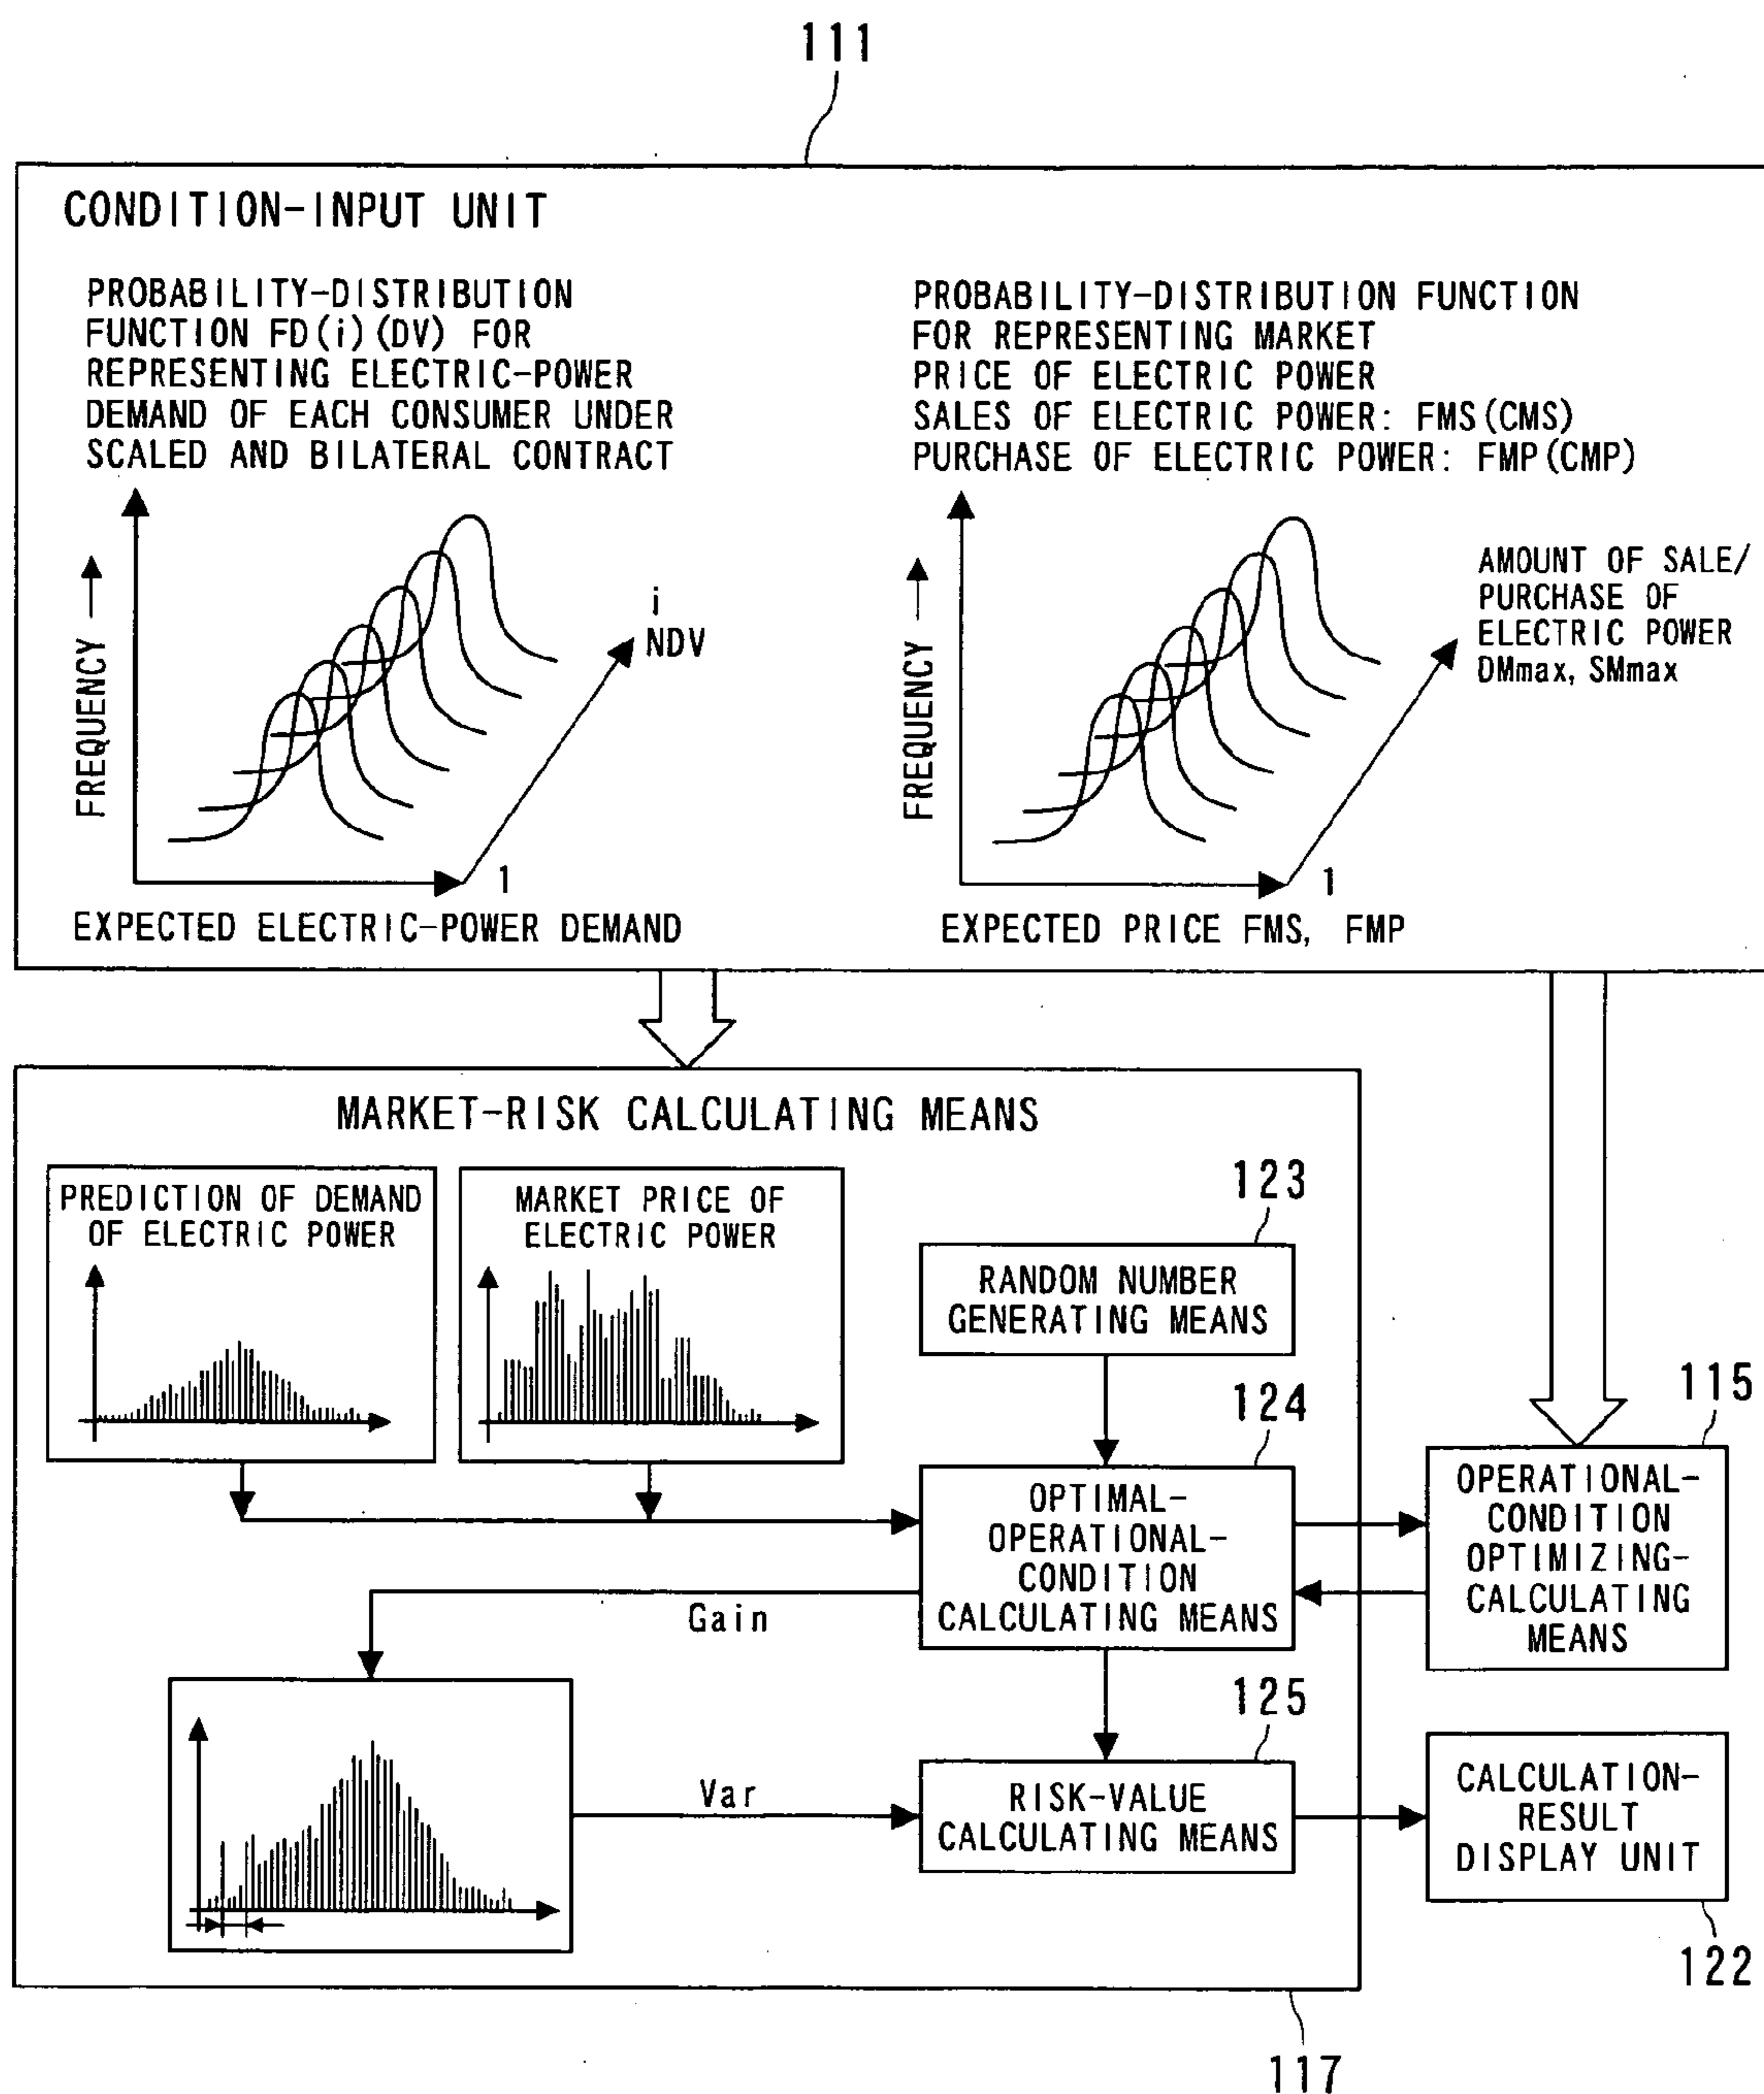 111
CONDITION-INPUT UNIT
PROBABILITY-DISTRIBUTION
FUNCTION FD(i)(DV) FOR
REPRESENTING ELECTRIC-POWER
DEMAND OF EACH CONSUMER UNDER
SCALED AND BILATERAL CONTRACT
FREQUENCY
i
NDV
1
EXPECTED ELECTRIC-POWER DEMAND
PROBABILITY-DISTRIBUTION FUNCTION
FOR REPRESENTING MARKET
PRICE OF ELECTRIC POWER
SALES OF ELECTRIC POWER: FMS(CMS)
PURCHASE OF ELECTRIC POWER: FMP(CMP)
FREQUENCY
AMOUNT OF SALE/
PURCHASE OF
ELECTRIC POWER
DMmax, SMmax
1
EXPECTED PRICE FMS, FMP
MARKET-RISK CALCULATING MEANS
PREDICTION OF DEMAND
OF ELECTRIC POWER
MARKET PRICE OF
ELECTRIC POWER
123
RANDOM NUMBER
GENERATING MEANS
124
OPTIMAL-
OPERATIONAL-
CONDITION
CALCULATING MEANS
115
OPERATIONAL-
CONDITION
OPTIMIZING-
CALCULATING
MEANS
Gain
125
Var
RISK-VALUE
CALCULATING MEANS
CALCULATION-
RESULT
DISPLAY UNIT
122
117